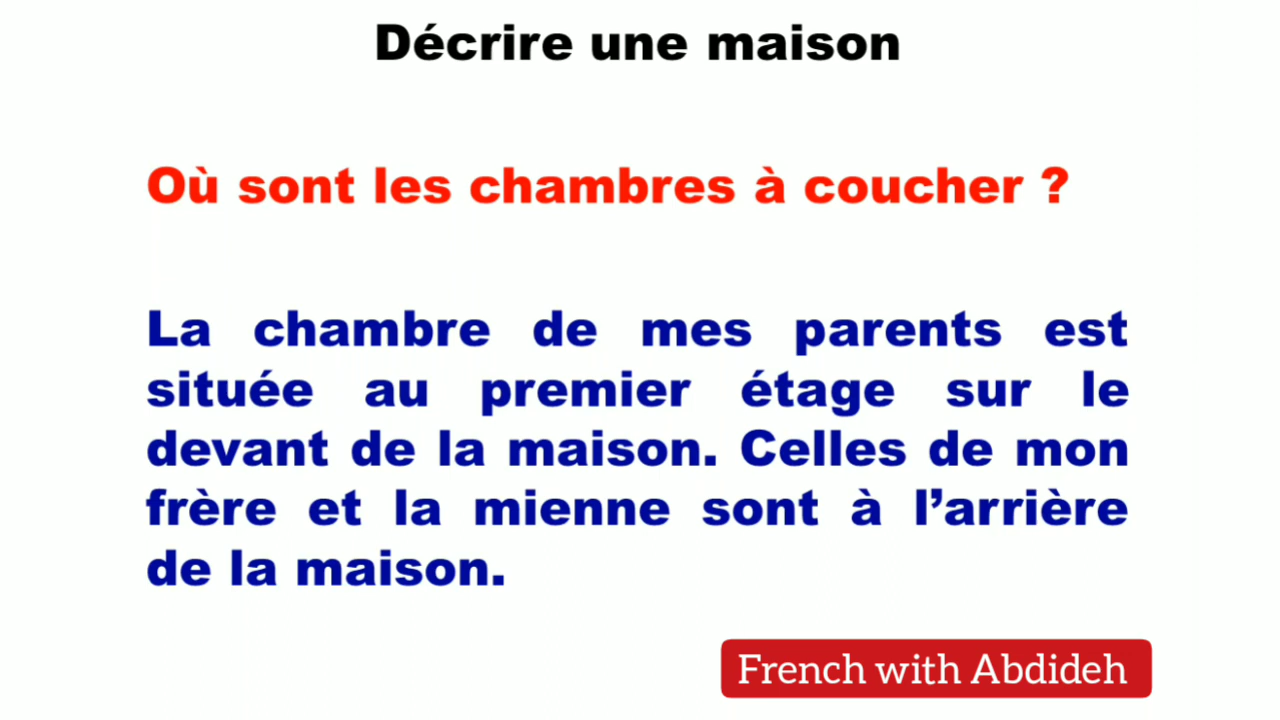 Décrire une maison
Où sont les chambres à coucher ?
La chambre de mes parents est
située au premier étage sur le
devant de la maison. Celles de mon
frère et la mienne sont à l’arrière
de la maison.
French with Abdideh